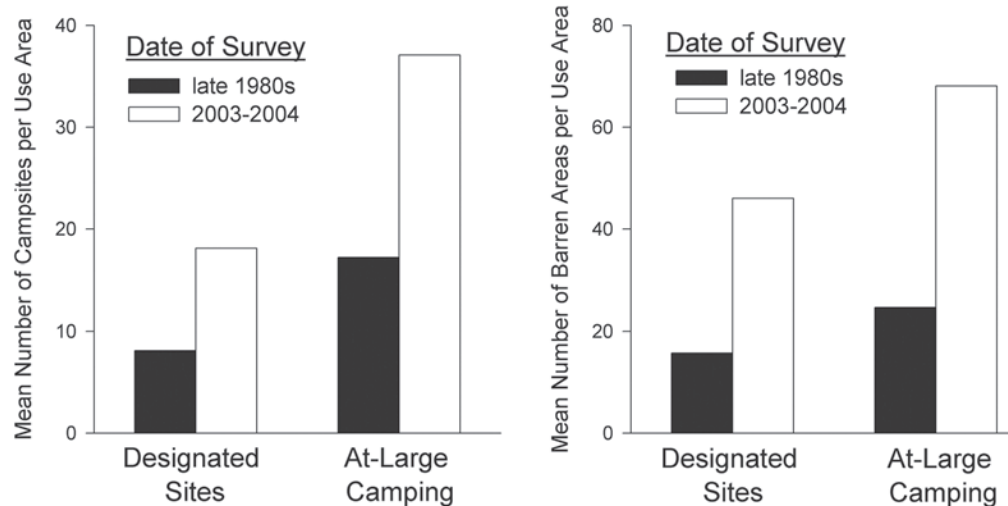 Mean Number of Campsites per Use Area
40
30
20
10
0
Date of Survey
late 1980s
2003-2004
Designated
Sites
At-Large
Camping
Mean Number of Barren Areas per Use Area
80
60
40
20
0
Date of Survey
late 1980s
2003-2004
Designated
Sites
At-Large
Camping